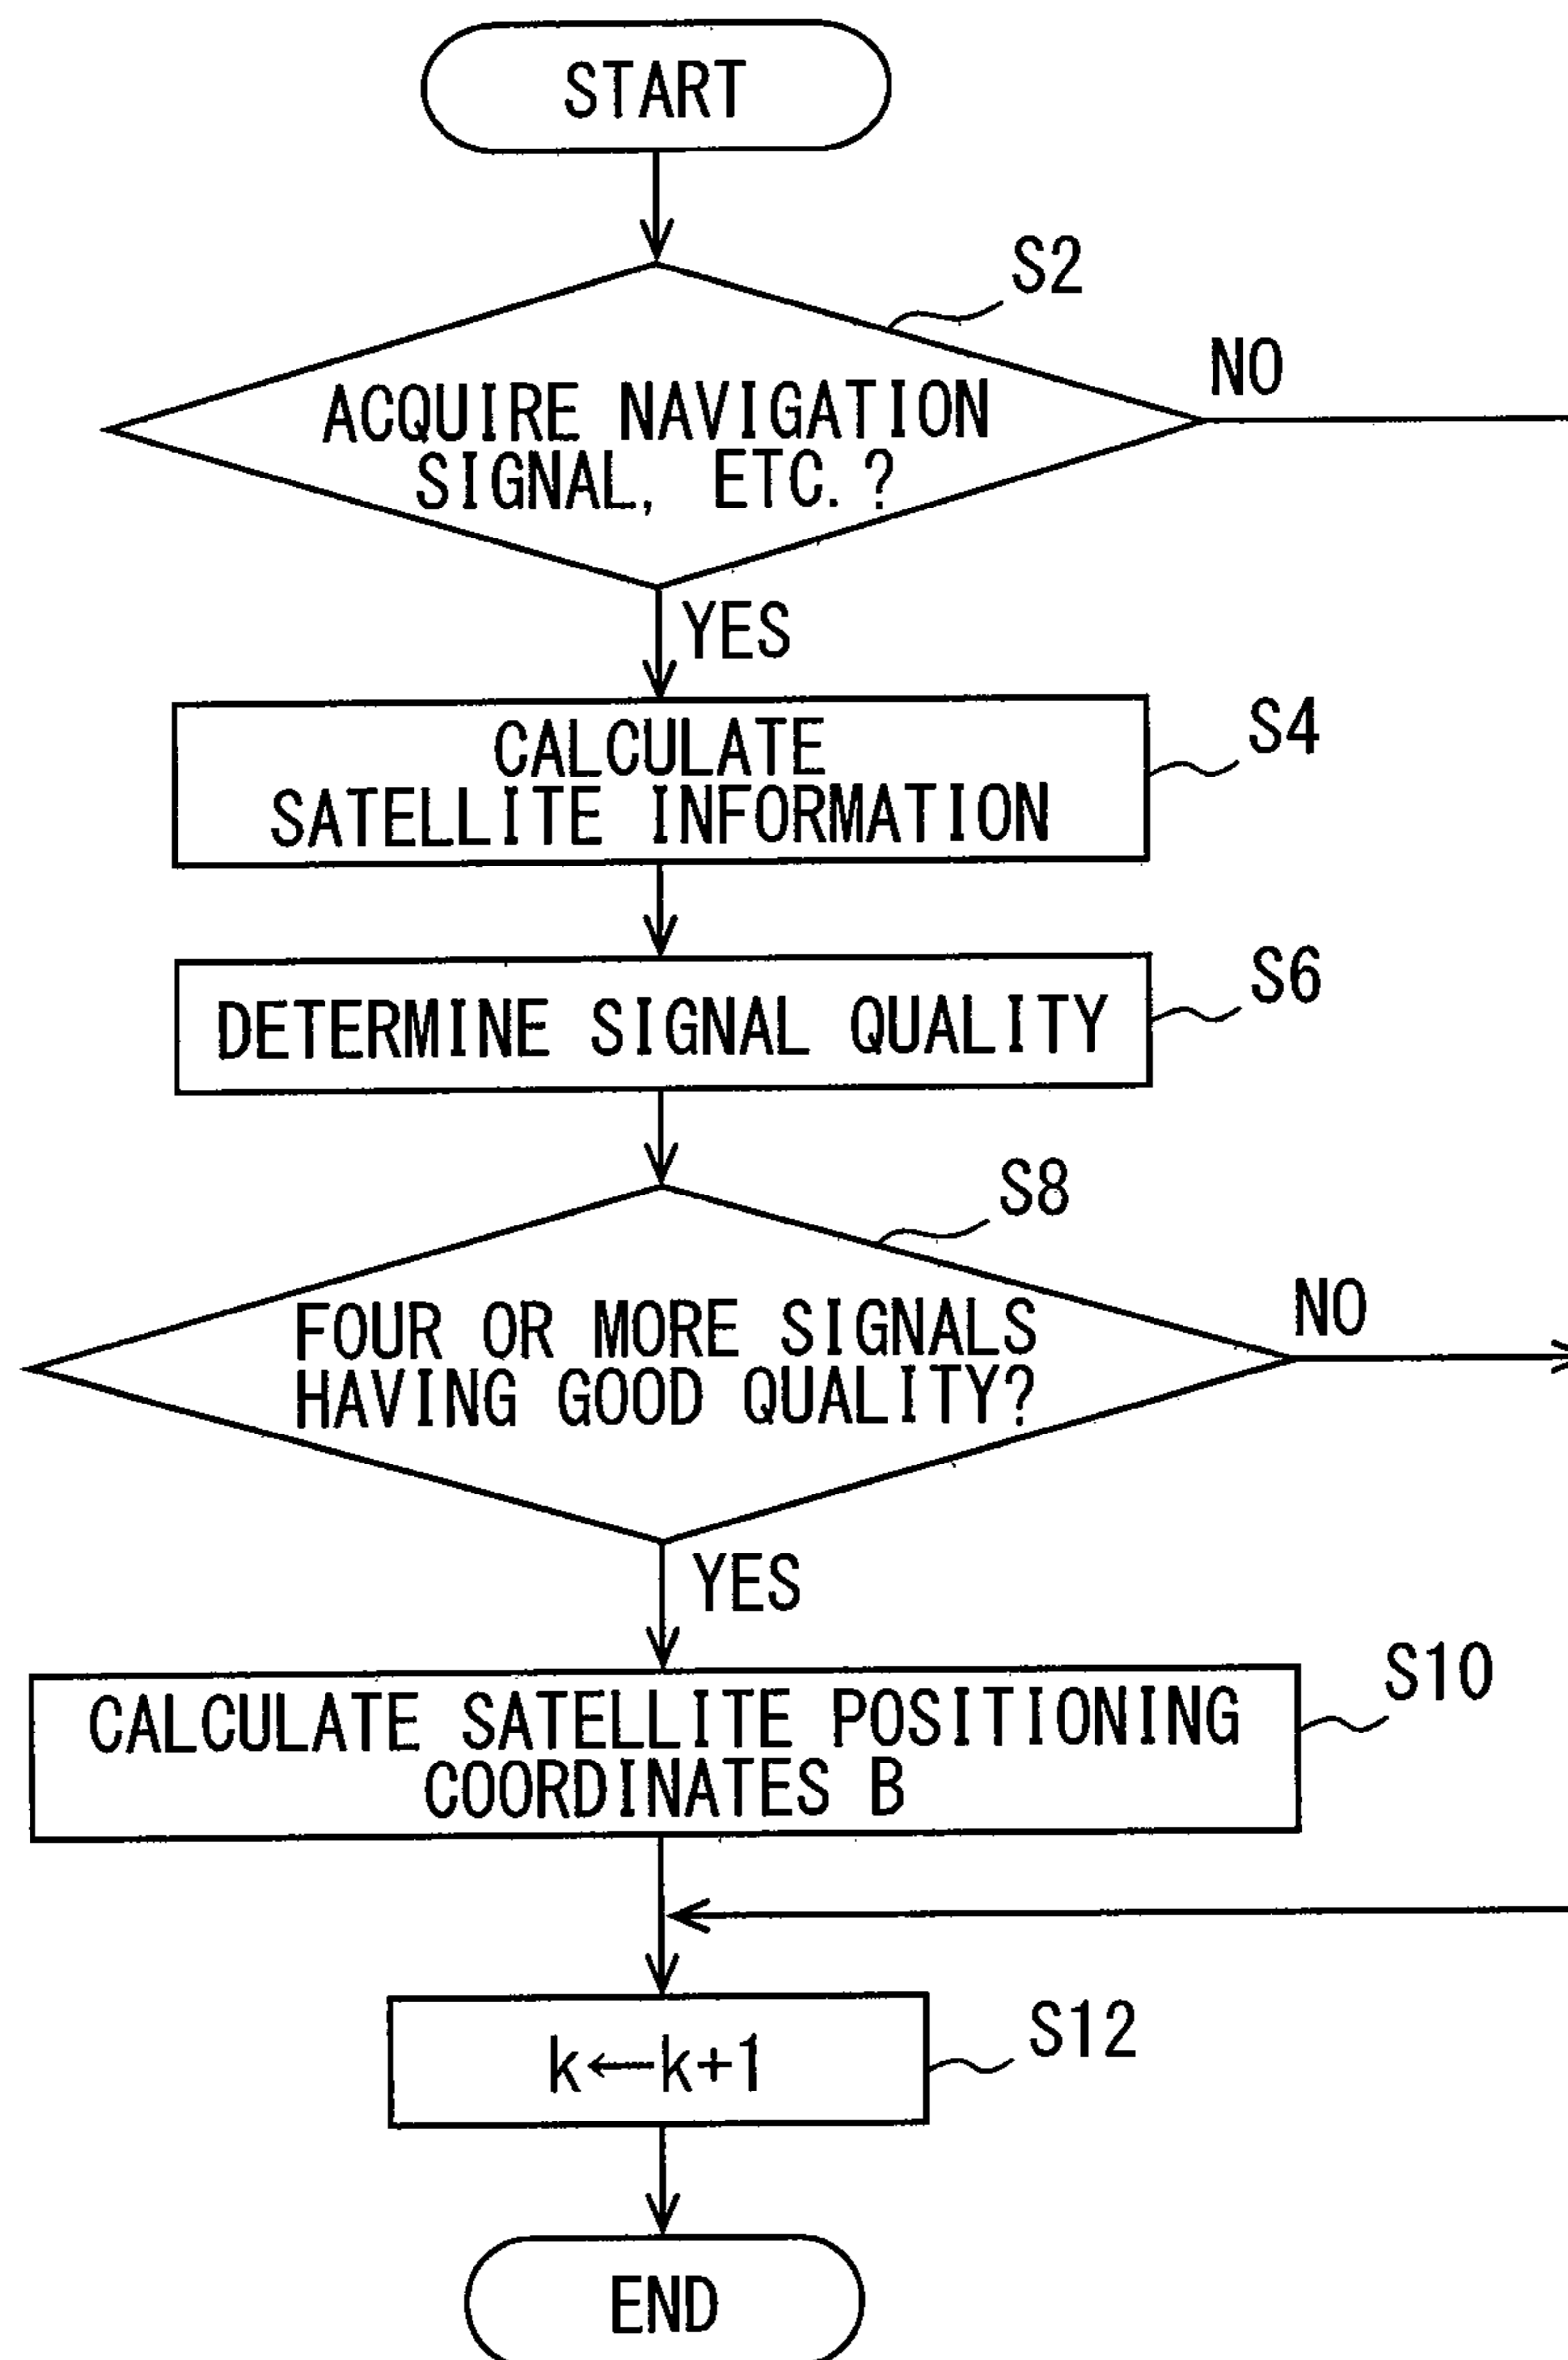 START
S2
NO
ACQUIRE NAVIGATION
SIGNAL, ETC.?
YES
CALCULATE
SATELLITE INFORMATION
S4
DETERMINE SIGNAL QUALITY
S6
S8
NO
FOUR OR MORE SIGNALS
HAVING GOOD QUALITY?
YES
CALCULATE SATELLITE POSITIONING
COORDINATES B
S10
k←k+1
S12
END